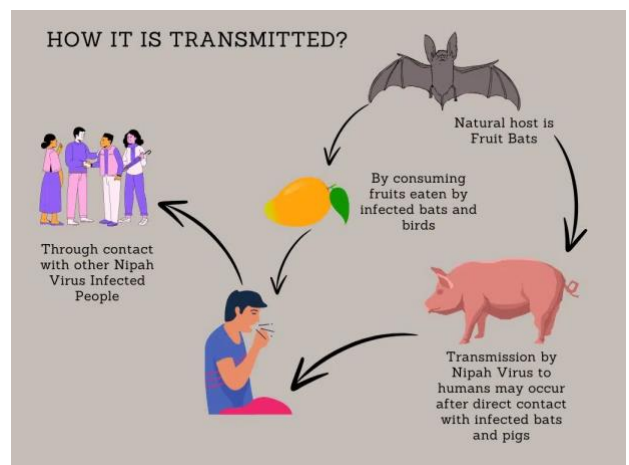 HOW IT IS TRANSMITTED?
Natural host is
Fruit Bats
By consuming
fruits eaten by
infected bats and
birds
Through contact
with other Nipah
Virus Infected
People
Transmission by
Nipah Virus to
humans may occur
after direct contact
with infected bats
and pigs